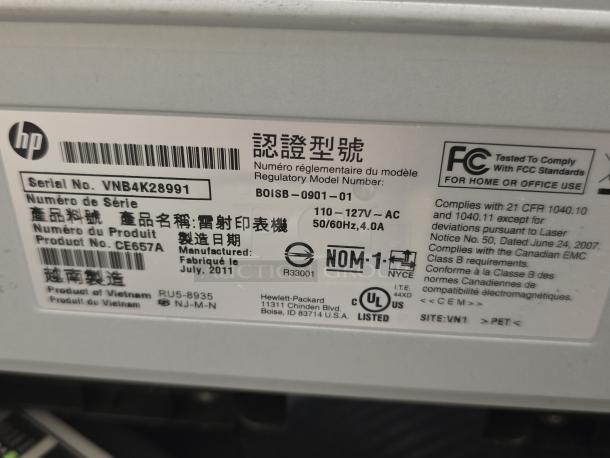 hp
認證型號
Numéro réglementaire du modèle
Regulatory Model Number:
BOISB-0901-01
FC Tested To Comply
With FCC Standards
FOR HOME OR OFFICE USE
Serial No. VNB4K28991
Numéro de Série
產品料號 產品名稱:雷射印表機
Numéro du Produit
Product No. CE657A
製造日期
Manufactured:
Fabriqué le
July, 2011
越南製造
Product of Vietnam
Produit du Vietnam
RU5-8935
NJ-M-N
110-127V~AC
50/60Hz,4.0A
R33001
NOM-1
NYCE
Hewlett-Packard
11311 Chinden Blvd.
Boise, ID 83714 U.S.A.
I.T.E.
44XD
C UL US
LISTED
Complies with 21 CFR 1040.10
and 1040.11 except for
deviations pursuant to Laser
Notice No. 50, Dated June 24, 2007.
Complies with the Canadian EMC
Class B requirements.
Conforme à la classe B des
normes Canadiennes de
compatibilité électromagnétiques.
<<CEM>>
SITE:VN1 >PET<